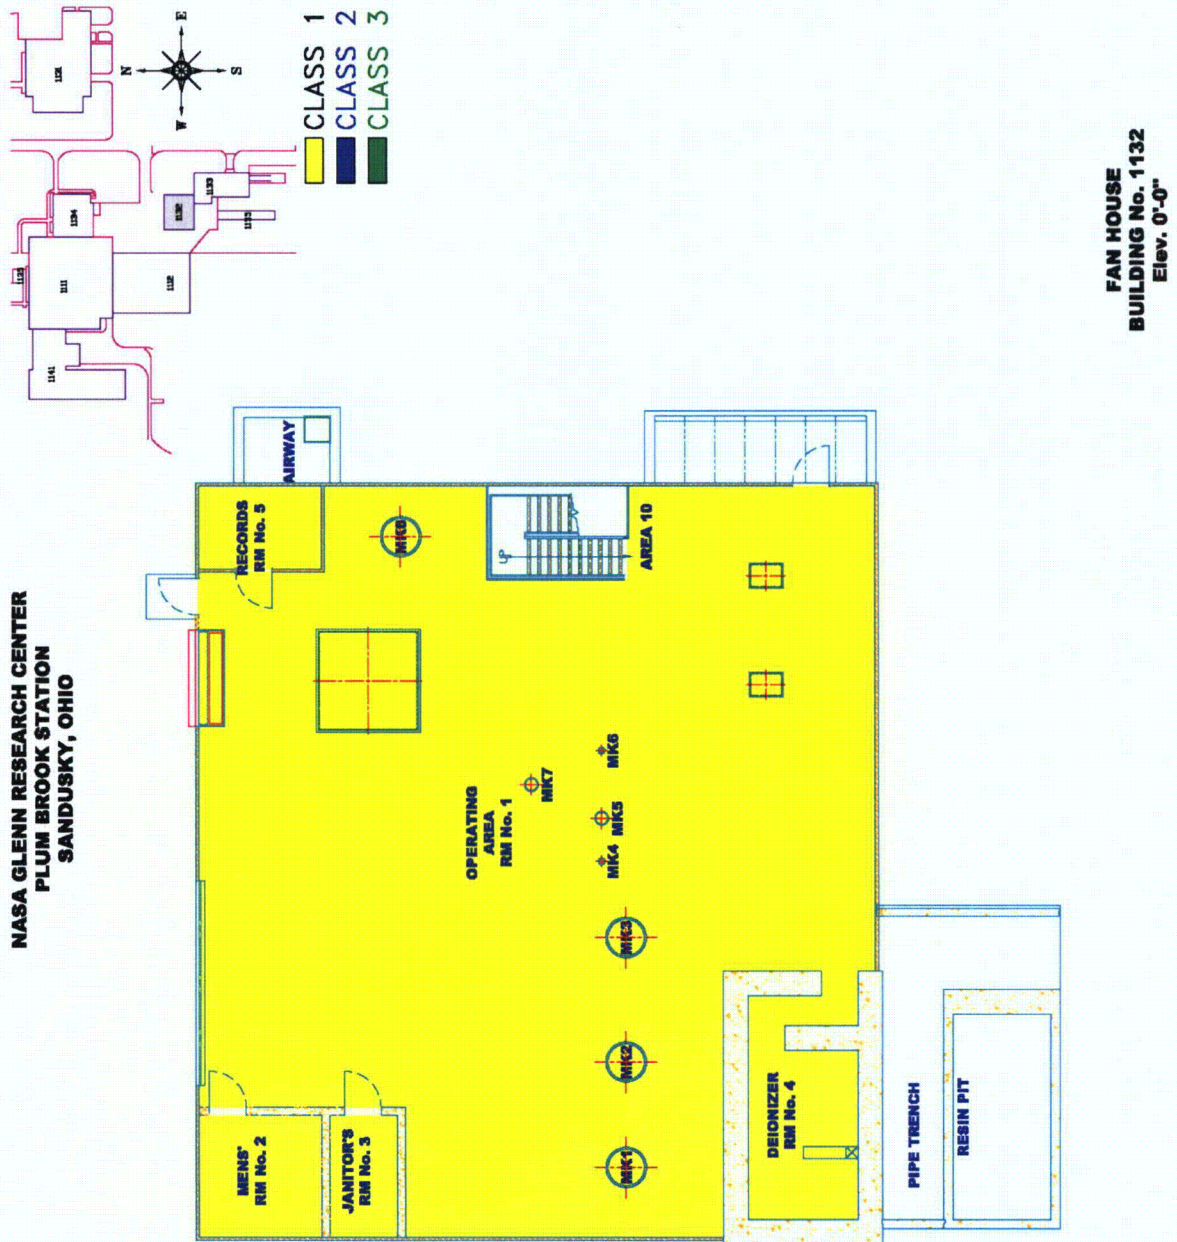 NASA GLENN RESEARCH CENTER
PLUM BROOK STATION
SANDUSKY, OHIO
1131
N
E
S
W
1134
1133
1132
1111
1112
1141
CLASS 1
CLASS 2
CLASS 3
FAN HOUSE
BUILDING No. 1132
Elev. 0'-0"
AIRWAY
RECORDS
RM No. 5
MK8
UP
AREA 10
OPERATING
AREA
RM No. 1
MK7
MK6
MK5
MK4
MK3
MK2
MK1
MENS'
RM No. 2
JANITOR'S
RM No. 3
DEIONIZER
RM No. 4
PIPE TRENCH
RESIN PIT